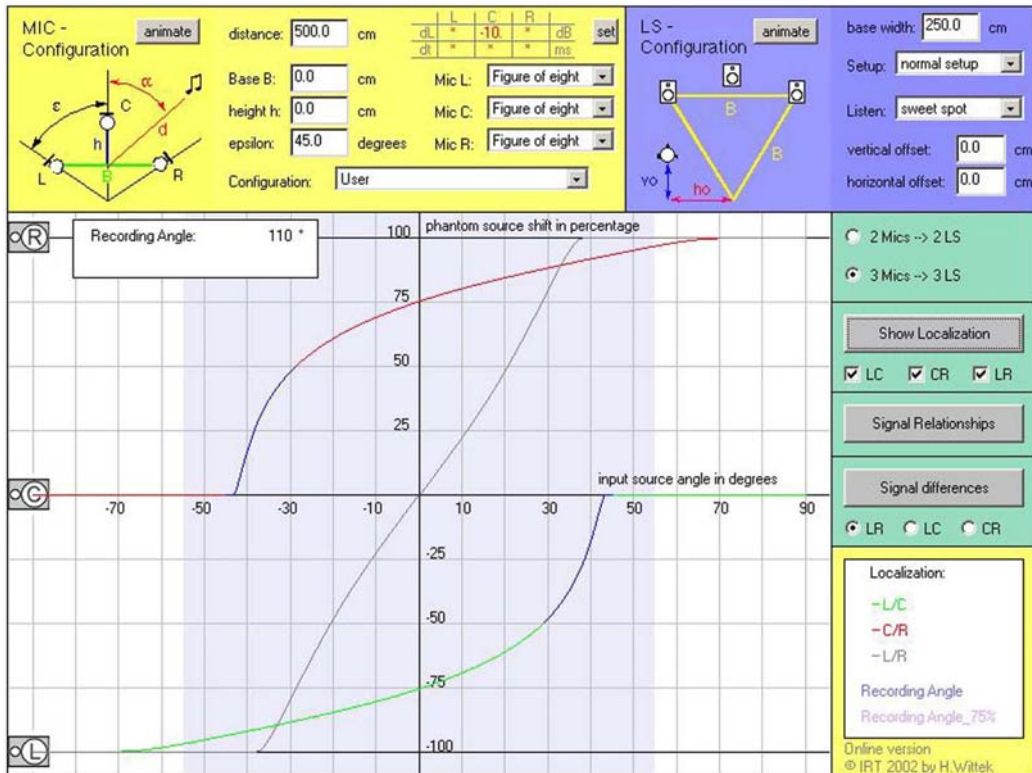 MIC - Configuration
animate
distance: 500.0 cm
L C R
dL * -10. * dB
dt * * * ms
set
Base B: 0.0 cm
height h: 0.0 cm
epsilon: 45.0 degrees
Mic L: Figure of eight
Mic C: Figure of eight
Mic R: Figure of eight
Configuration: User
ε α C d h L B R
LS - Configuration
animate
B
B
yo
ho
base width: 250.0 cm
Setup: normal setup
Listen: sweet spot
vertical offset: 0.0 cm
horizontal offset: 0.0 cm
R
Recording Angle: 110 °
100 phantom source shift in percentage
75
50
25
input source angle in degrees
C
-70 -50 -30 -10 10 30 50 70 90
-25
-50
-75
-100
L
2 Mics --> 2 LS
3 Mics --> 3 LS
Show Localization
LC CR LR
Signal Relationships
Signal differences
LR LC CR
Localization:
-L/C
-C/R
-L/R
Recording Angle
Recording Angle_75%
Online version
© IRT 2002 by H.Wittek